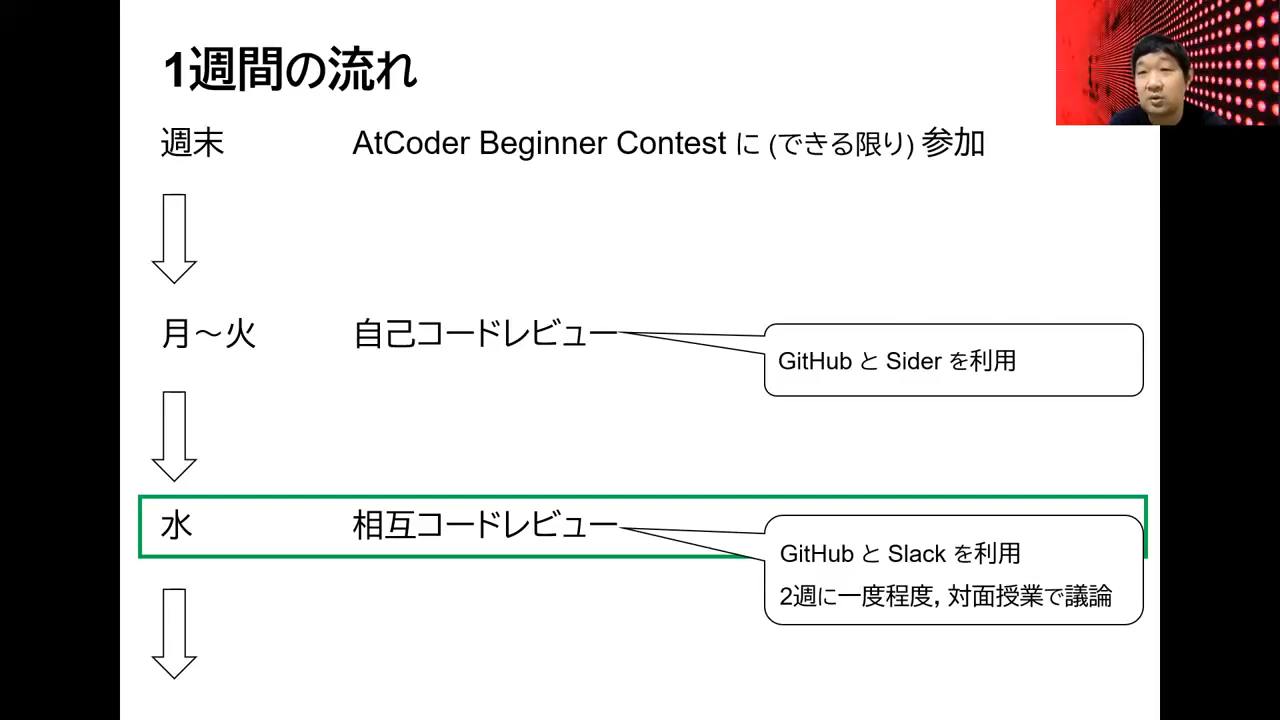 1週間の流れ
週末 AtCoder Beginner Contest に (できる限り) 参加
月～火 自己コードレビュー
GitHub と Sider を利用
水 相互コードレビュー
GitHub と Slack を利用
2週に一度程度, 対面授業で議論